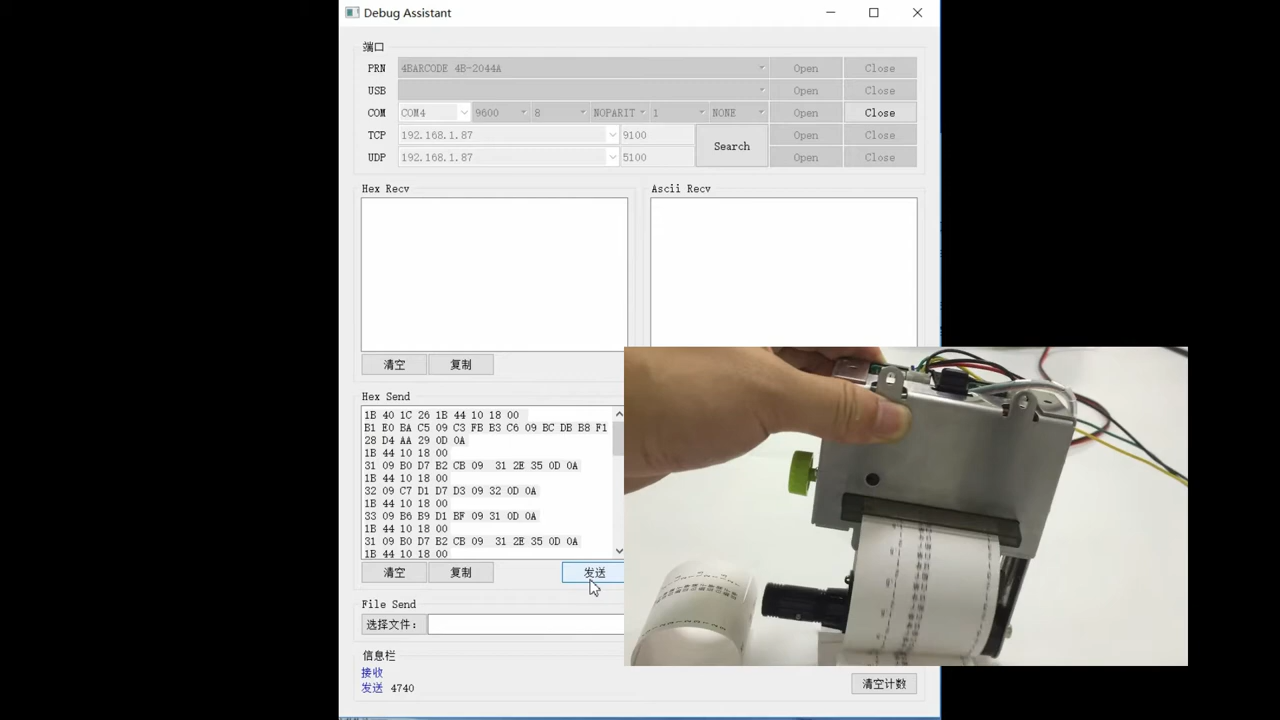 Debug Assistant
端口
PRN 4BARCODE 4B-2044A Open Close
USB Open Close
COM COM4 9600 8 NOPARIT 1 NONE Open Close
TCP 192.168.1.87 9100 Search Open Close
UDP 192.168.1.87 5100 Open Close
Hex Recv
Ascii Recv
清空 复制
Hex Send
1B 40 1C 26 1B 44 10 18 00
B1 E0 BA C5 09 C3 FB B3 C6 09 BC DB B8 F1
28 D4 AA 29 0D 0A
1B 44 10 18 00
31 09 B0 D7 B2 CB 09 31 2E 35 0D 0A
1B 44 10 18 00
32 09 C7 D1 D7 D3 09 32 0D 0A
1B 44 10 18 00
33 09 B6 B9 D1 BF 09 31 0D 0A
1B 44 10 18 00
31 09 B0 D7 B2 CB 09 31 2E 35 0D 0A
1B 44 10 18 00
清空 复制 发送
File Send
选择文件:
信息栏
接收
发送 4740
清空计数